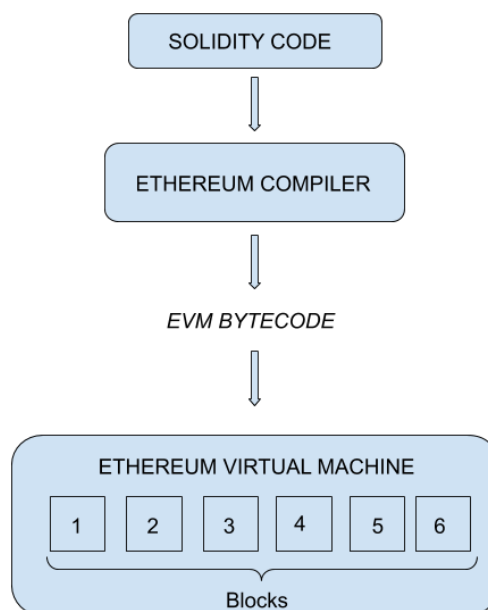 SOLIDITY CODE
ETHEREUM COMPILER
EVM BYTECODE
ETHEREUM VIRTUAL MACHINE
1 2 3 4 5 6
Blocks